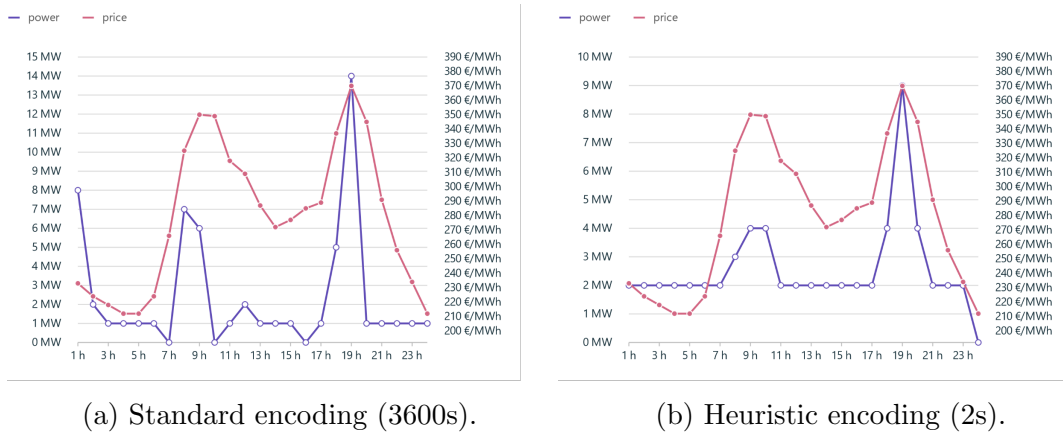 power price
15 MW
14 MW
13 MW
12 MW
11 MW
10 MW
9 MW
8 MW
7 MW
6 MW
5 MW
4 MW
3 MW
2 MW
1 MW
0 MW
390 €/MWh
380 €/MWh
370 €/MWh
360 €/MWh
350 €/MWh
340 €/MWh
330 €/MWh
320 €/MWh
310 €/MWh
300 €/MWh
290 €/MWh
280 €/MWh
270 €/MWh
260 €/MWh
250 €/MWh
240 €/MWh
230 €/MWh
220 €/MWh
210 €/MWh
200 €/MWh
1 h 3 h 5 h 7 h 9 h 11 h 13 h 15 h 17 h 19 h 21 h 23 h
(a) Standard encoding (3600s).
power price
10 MW
9 MW
8 MW
7 MW
6 MW
5 MW
4 MW
3 MW
2 MW
1 MW
0 MW
390 €/MWh
380 €/MWh
370 €/MWh
360 €/MWh
350 €/MWh
340 €/MWh
330 €/MWh
320 €/MWh
310 €/MWh
300 €/MWh
290 €/MWh
280 €/MWh
270 €/MWh
260 €/MWh
250 €/MWh
240 €/MWh
230 €/MWh
220 €/MWh
210 €/MWh
200 €/MWh
1 h 3 h 5 h 7 h 9 h 11 h 13 h 15 h 17 h 19 h 21 h 23 h
(b) Heuristic encoding (2s).